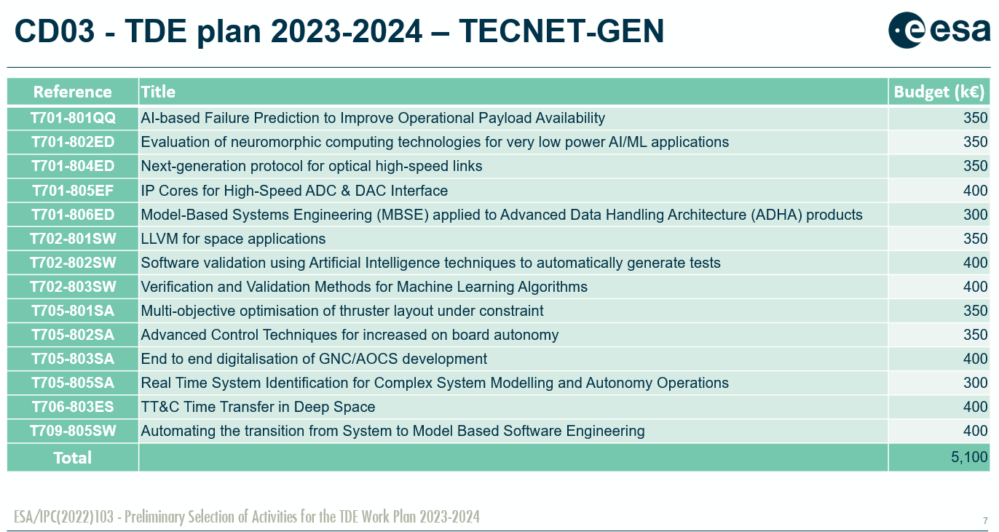 CD03 - TDE plan 2023-2024 – TECNET-GEN
esa
Reference Title Budget (k€)
T701-801QQ AI-based Failure Prediction to Improve Operational Payload Availability 350
T701-802ED Evaluation of neuromorphic computing technologies for very low power AI/ML applications 350
T701-804ED Next-generation protocol for optical high-speed links 350
T701-805EF IP Cores for High-Speed ADC & DAC Interface 400
T701-806ED Model-Based Systems Engineering (MBSE) applied to Advanced Data Handling Architecture (ADHA) products 300
T702-801SW LLVM for space applications 350
T702-802SW Software validation using Artificial Intelligence techniques to automatically generate tests 400
T702-803SW Verification and Validation Methods for Machine Learning Algorithms 400
T705-801SA Multi-objective optimisation of thruster layout under constraint 350
T705-802SA Advanced Control Techniques for increased on board autonomy 350
T705-803SA End to end digitalisation of GNC/AOCS development 400
T705-805SA Real Time System Identification for Complex System Modelling and Autonomy Operations 300
T706-803ES TT&C Time Transfer in Deep Space 400
T709-805SW Automating the transition from System to Model Based Software Engineering 400
Total 5,100
ESA/IPC(2022)103 - Preliminary Selection of Activities for the TDE Work Plan 2023-2024
7